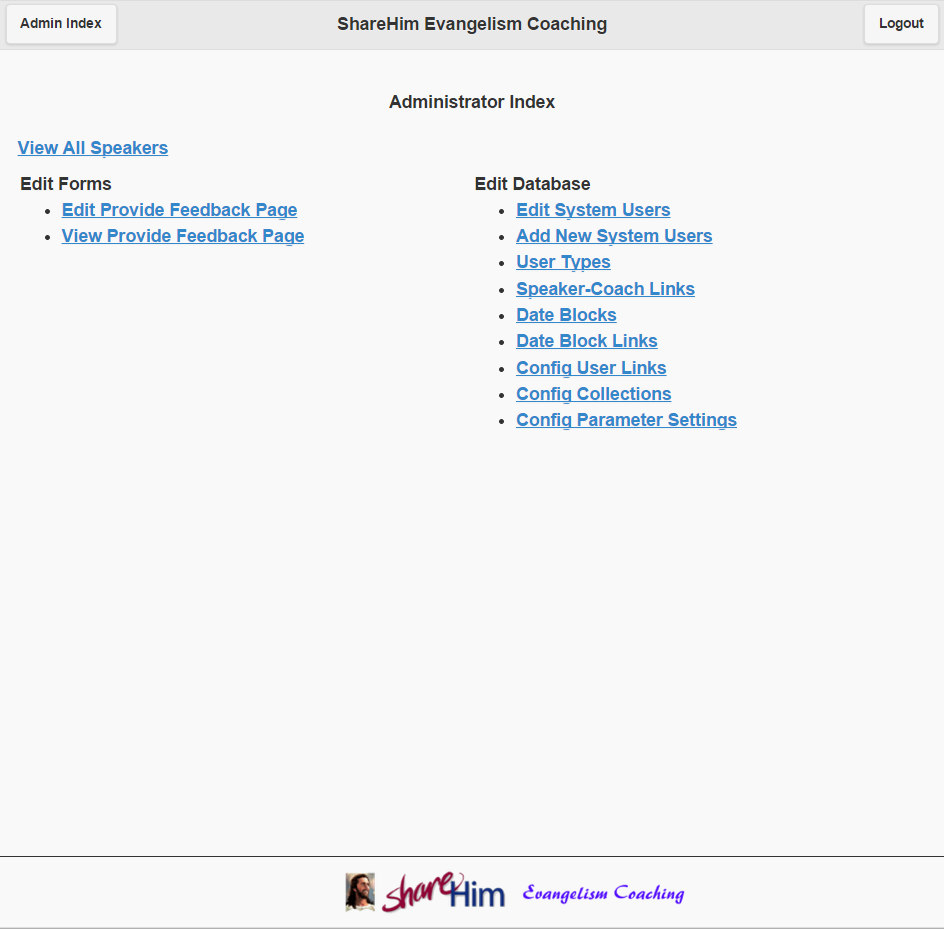 Admin Index
ShareHim Evangelism Coaching
Logout
Administrator Index
View All Speakers
Edit Forms
Edit Provide Feedback Page
View Provide Feedback Page
Edit Database
Edit System Users
Add New System Users
User Types
Speaker-Coach Links
Date Blocks
Date Block Links
Config User Links
Config Collections
Config Parameter Settings
shareHim Evangelism Coaching